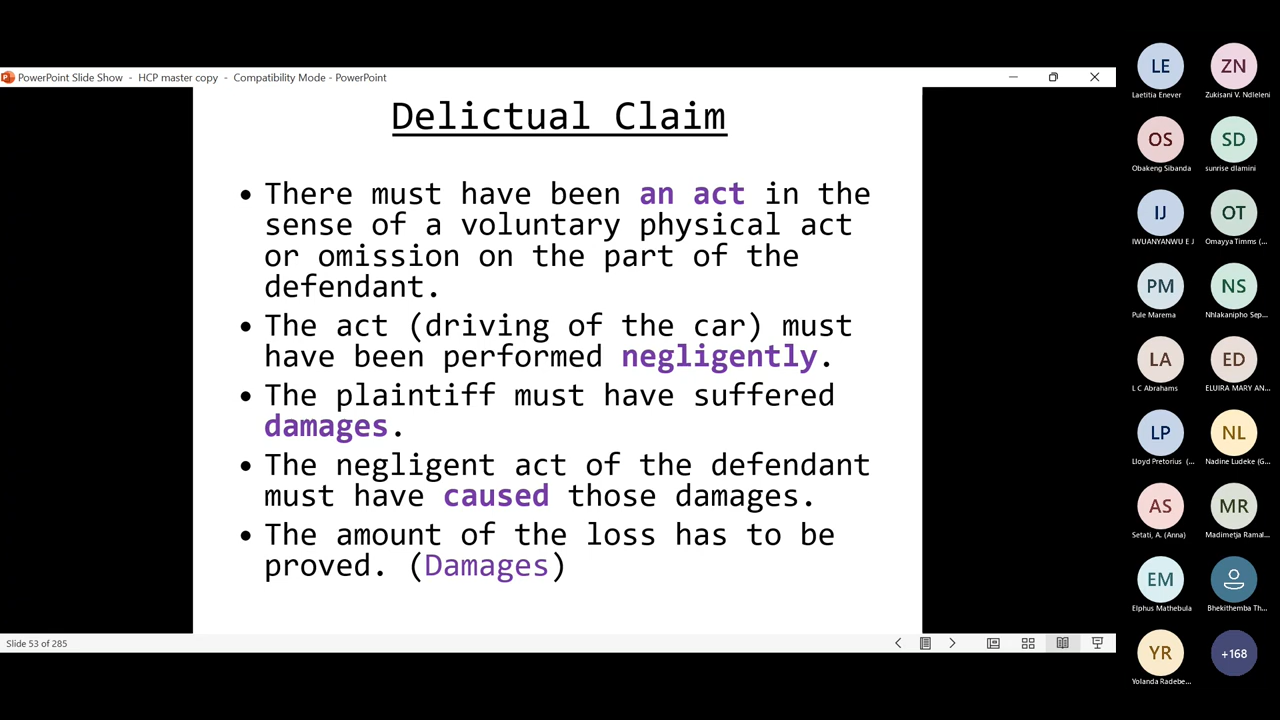 PowerPoint Slide Show - HCP master copy - Compatibility Mode - PowerPoint
Delictual Claim
• There must have been an act in the
sense of a voluntary physical act
or omission on the part of the
defendant.
• The act (driving of the car) must
have been performed negligently.
• The plaintiff must have suffered
damages.
• The negligent act of the defendant
must have caused those damages.
• The amount of the loss has to be
proved. (Damages)
Slide 53 of 285
LE
Laetitia Enever
ZN
Zukisani V. Ndleleni
OS
Obakeng Sibanda
SD
sunrise dlamini
IJ
IWUANYANWU E J
OT
Omayya Timms (...
PM
Pule Marema
NS
Nhlakanipho Sep...
LA
L C Abrahams
ED
ELUIRA MARY AN...
LP
Lloyd Pretorius (...
NL
Nadine Ludeke (G...
AS
Setati, A. (Anna)
MR
Madimetja Ramal...
EM
Elphus Mathebula
Bhekithemba Th...
YR
Yolanda Radebe...
+168